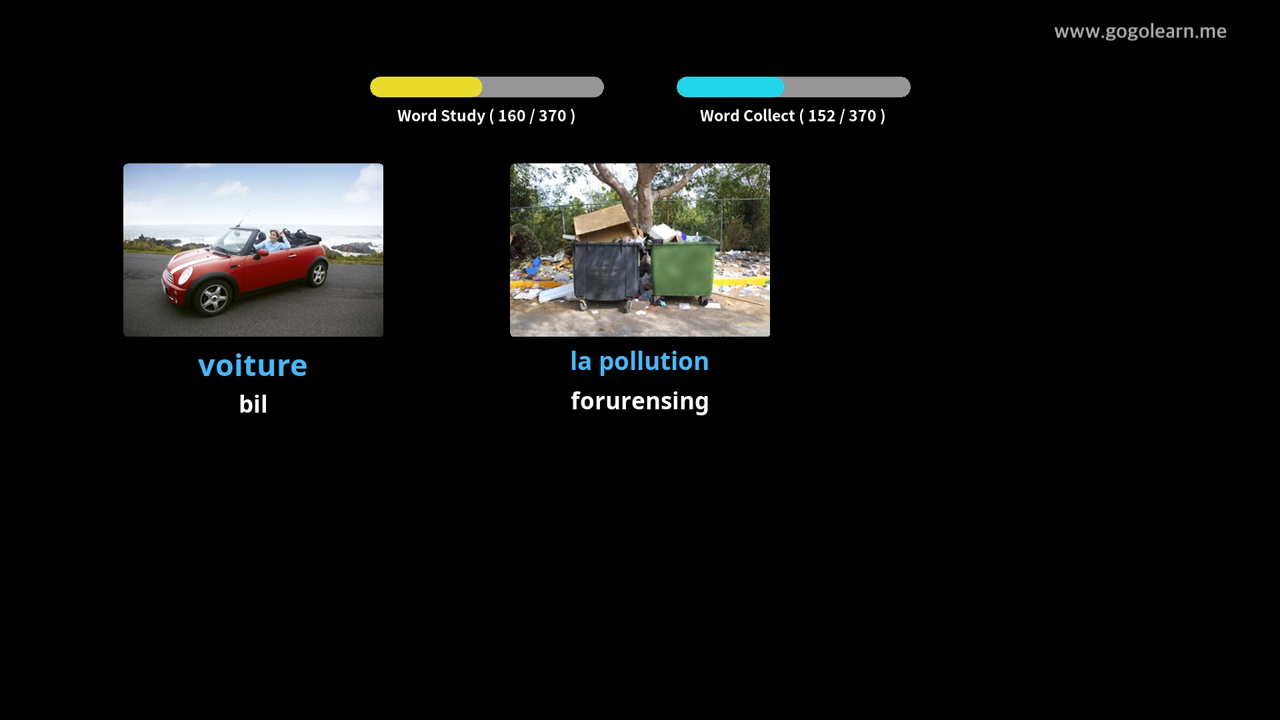 www.gogolearn.me
Word Study ( 160 / 370 )
Word Collect ( 152 / 370 )
voiture
bil
la pollution
forurensing